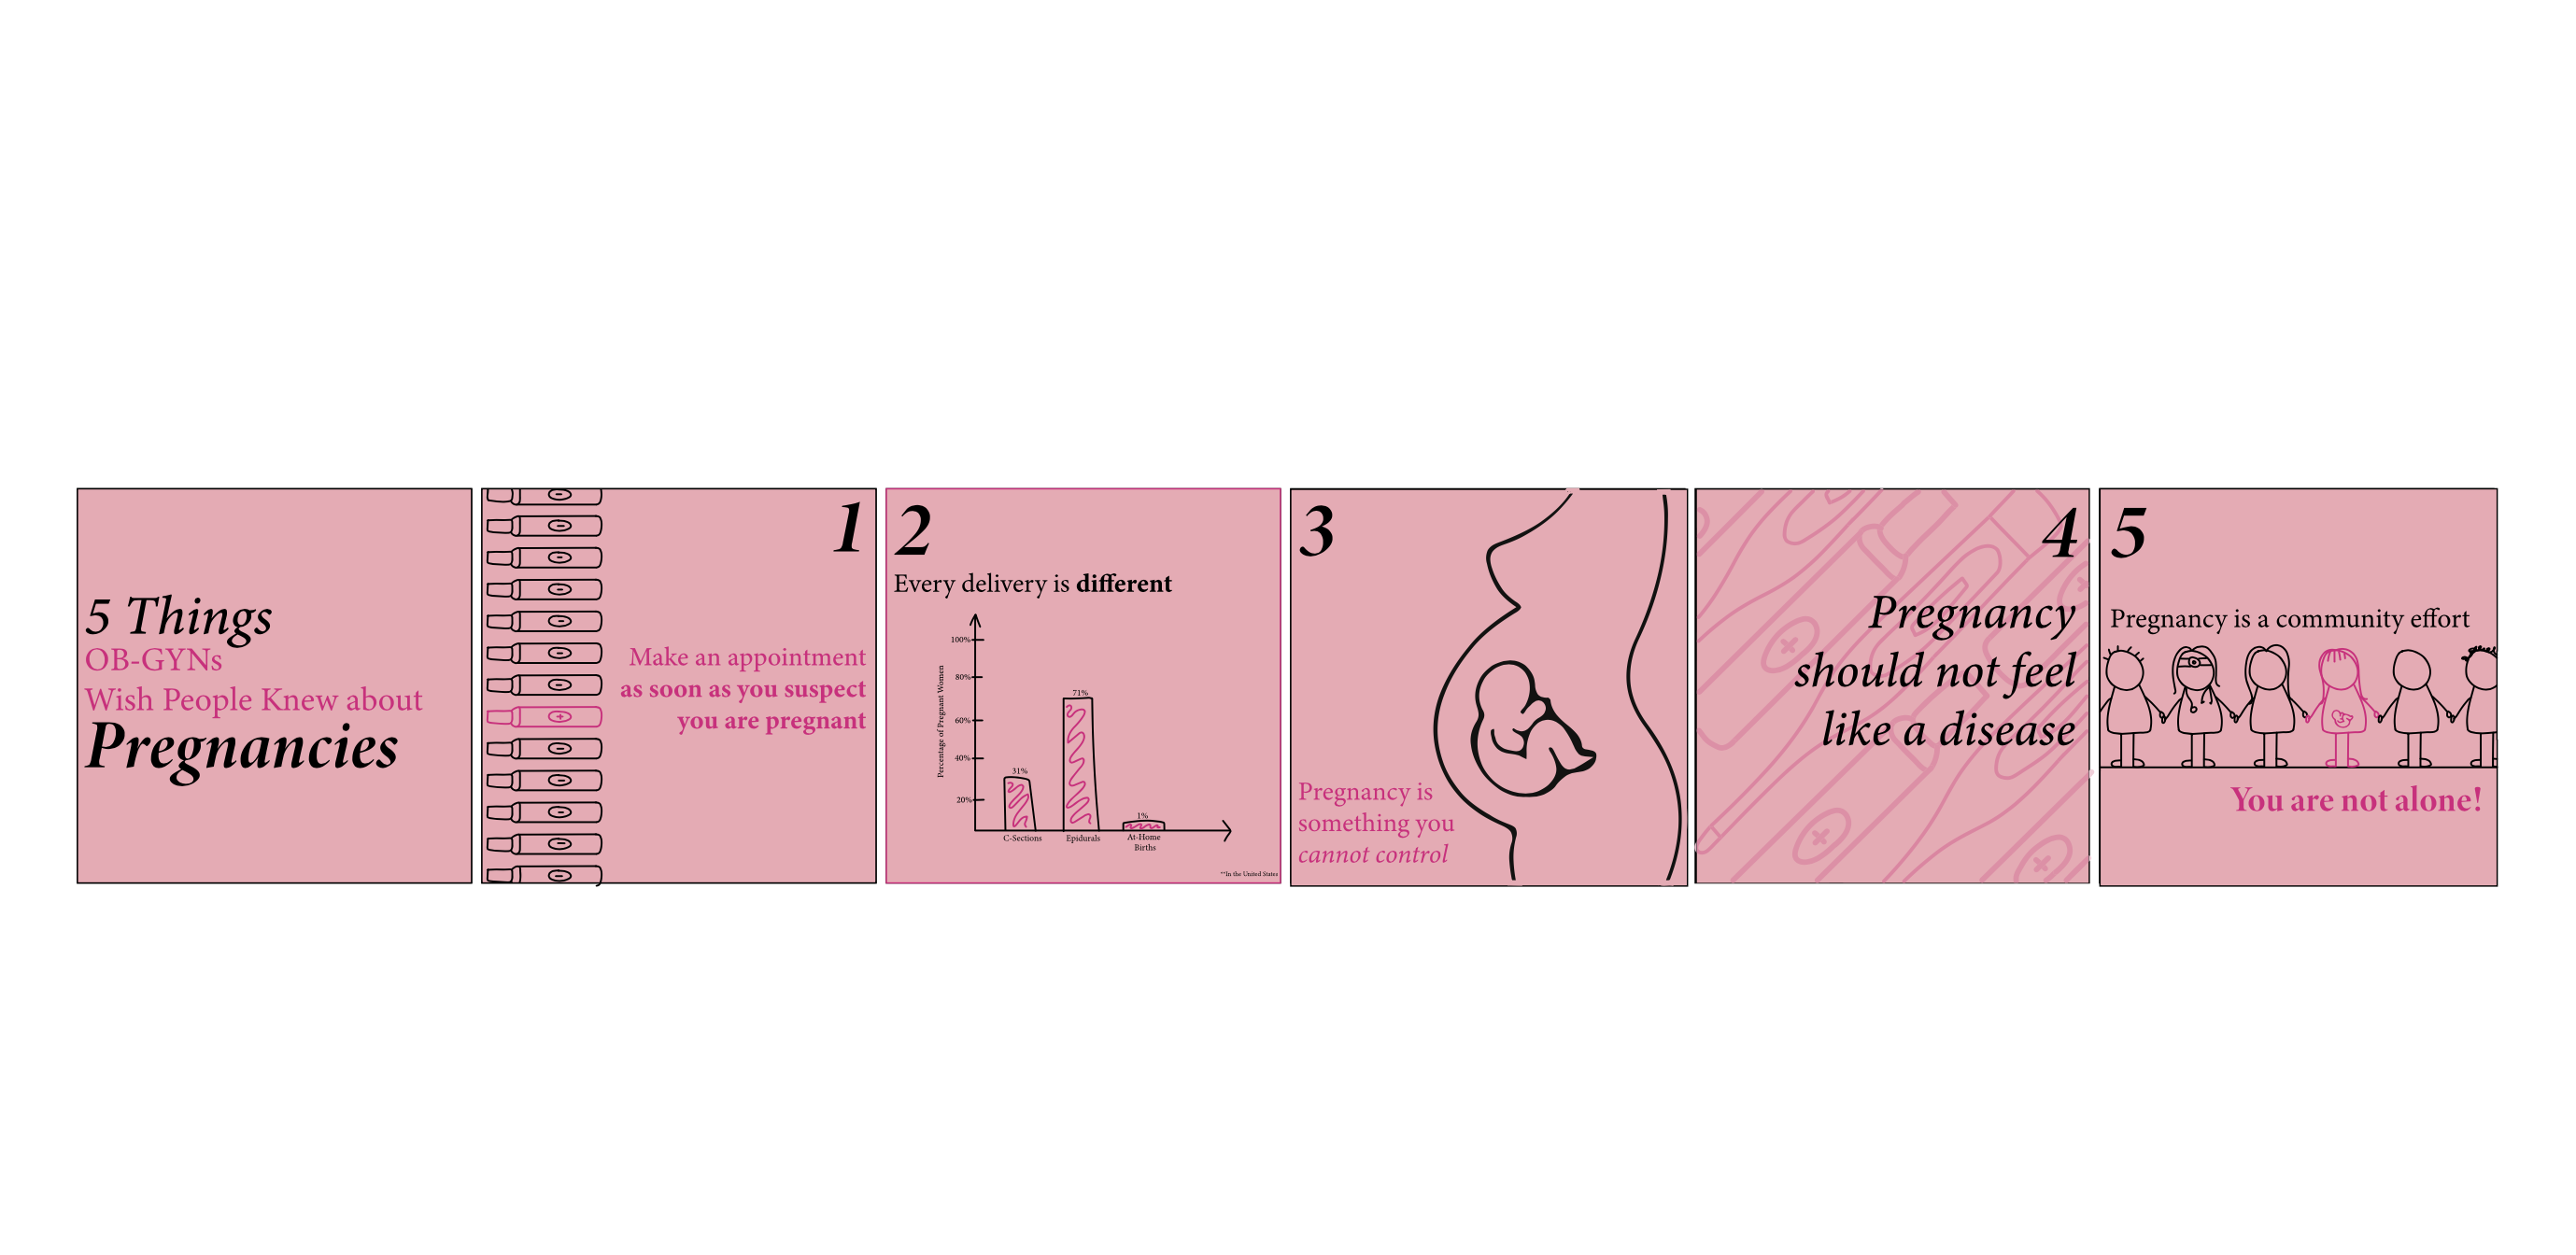 5 Things
OB-GYNs
Wish People Knew about
Pregnancies
1
Make an appointment
as soon as you suspect
you are pregnant
2
Every delivery is different
Percentage of Pregnant Women
100%
80%
60%
40%
20%
31%
71%
1%
C-Sections
Epidurals
At-Home
Births
**In the United States
3
Pregnancy is
something you
cannot control
4
Pregnancy
should not feel
like a disease
5
Pregnancy is a community effort
You are not alone!